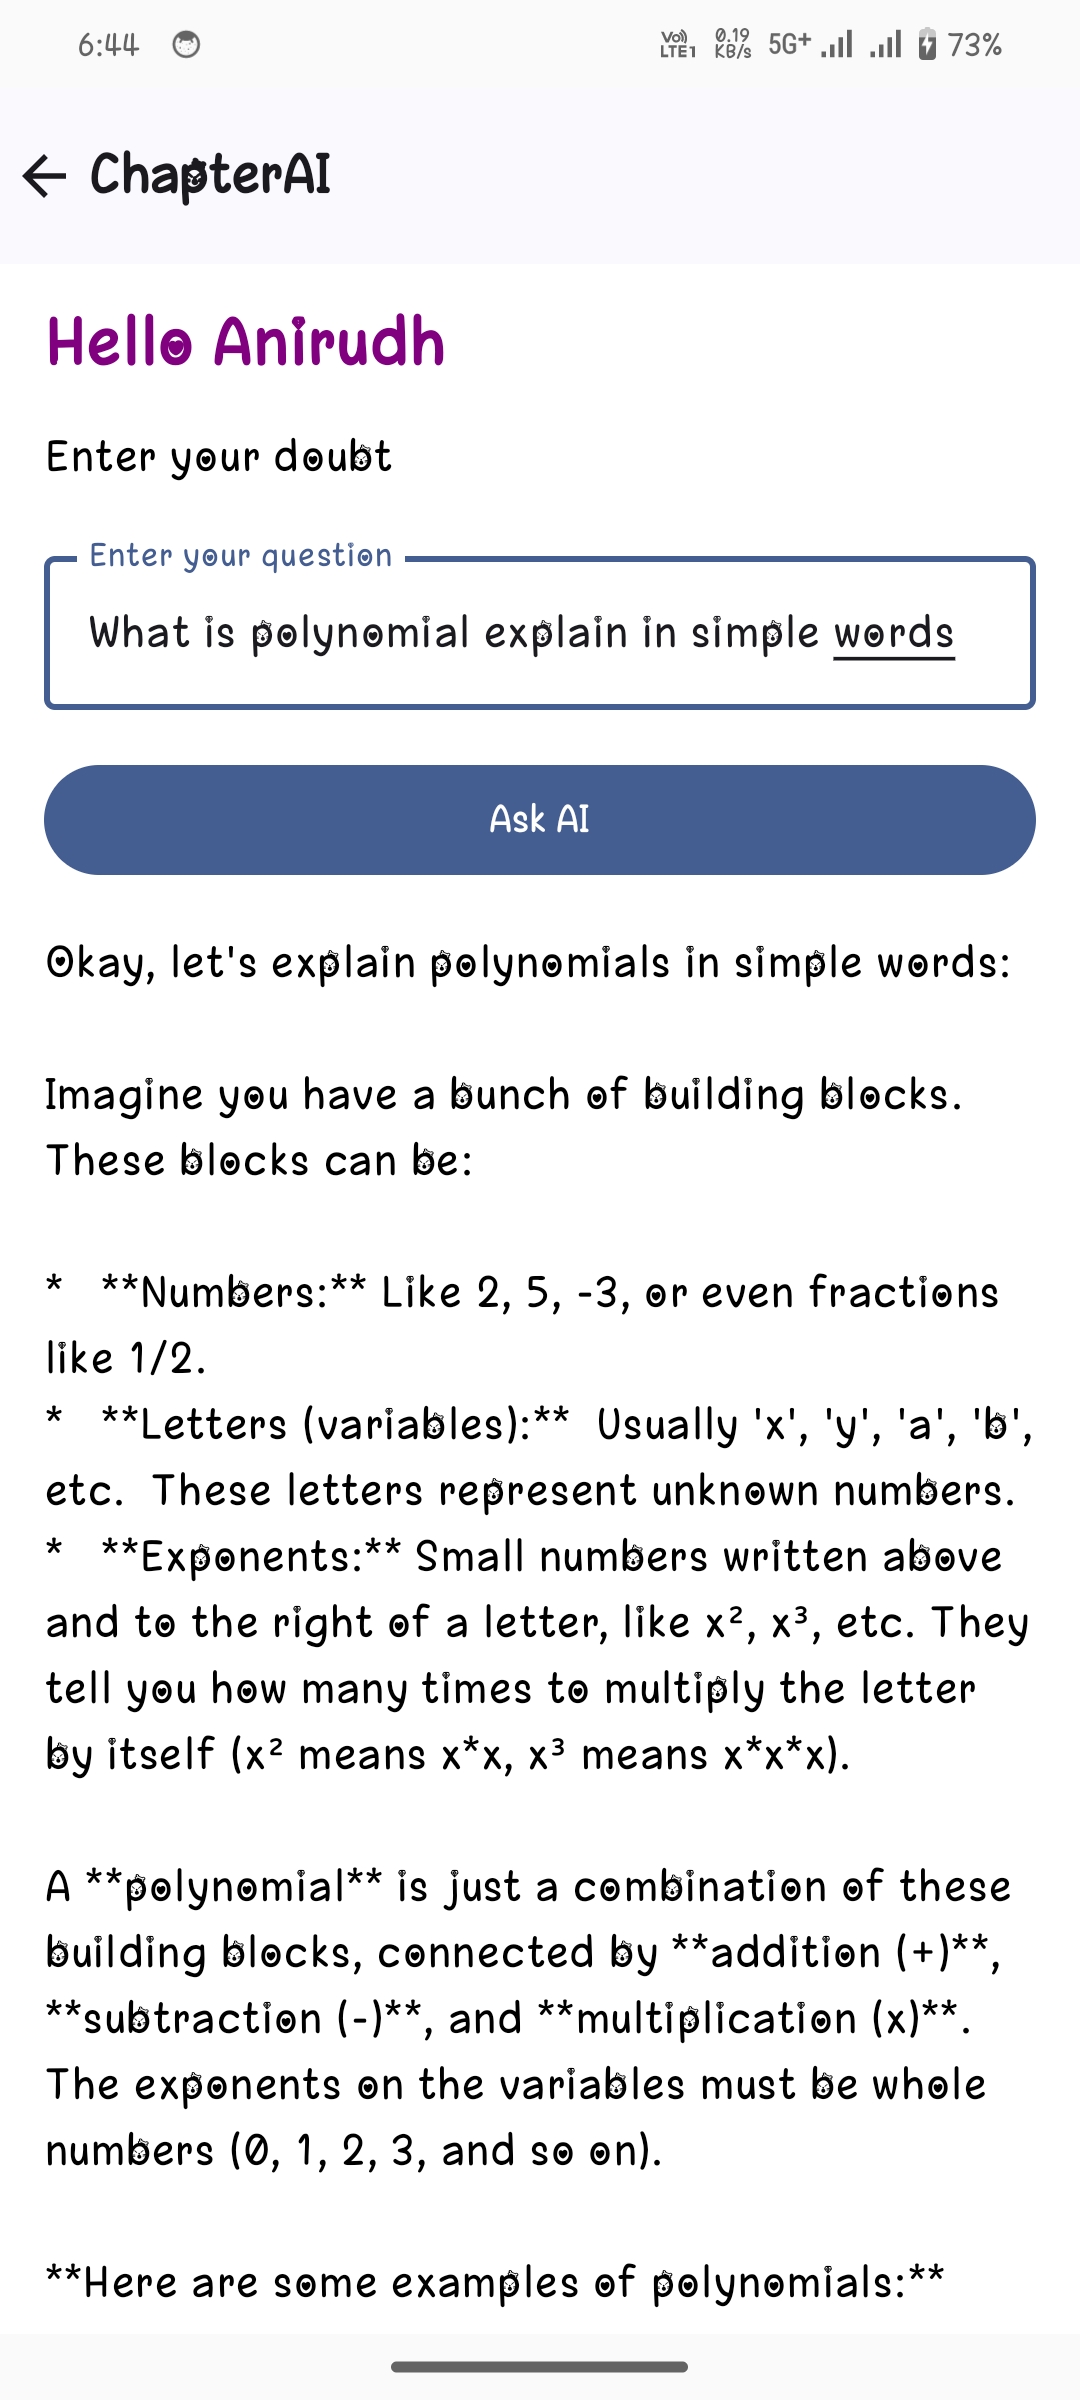 6:44 Vo) LTE1 0.19 KB/s 5G+ 73%
ChapterAI
Hello Anirudh
Enter your doubt
Enter your question
What is polynomial explain in simple words
Ask AI
Okay, let's explain polynomials in simple words:
Imagine you have a bunch of building blocks.
These blocks can be:
*   **Numbers:** Like 2, 5, -3, or even fractions
like 1/2.
*   **Letters (variables):**  Usually 'x', 'y', 'a', 'b',
etc.  These letters represent unknown numbers.
*   **Exponents:** Small numbers written above
and to the right of a letter, like x², x³, etc. They
tell you how many times to multiply the letter
by itself (x² means x*x, x³ means x*x*x).
A **polynomial** is just a combination of these
building blocks, connected by **addition (+)**,
**subtraction (-)**, and **multiplication (x)**.
The exponents on the variables must be whole
numbers (0, 1, 2, 3, and so on).
**Here are some examples of polynomials:**